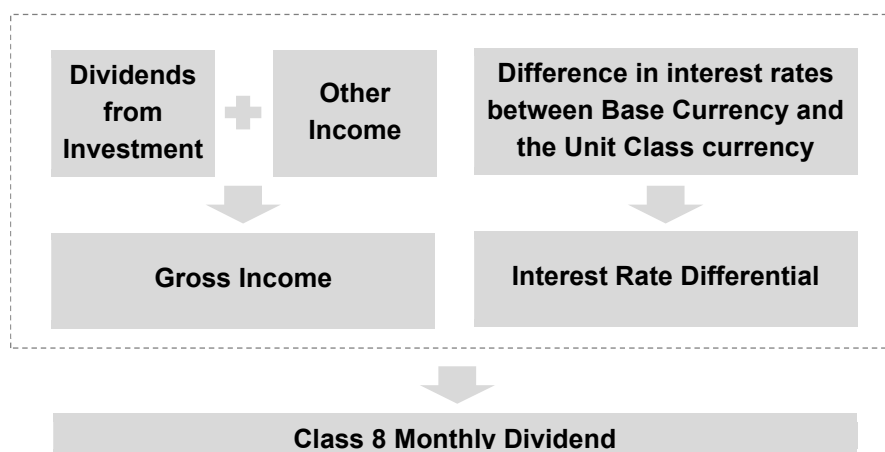 Dividends
from
Investment
Other
Income
Difference in interest rates
between Base Currency and
the Unit Class currency
Gross Income
Interest Rate Differential
Class 8 Monthly Dividend